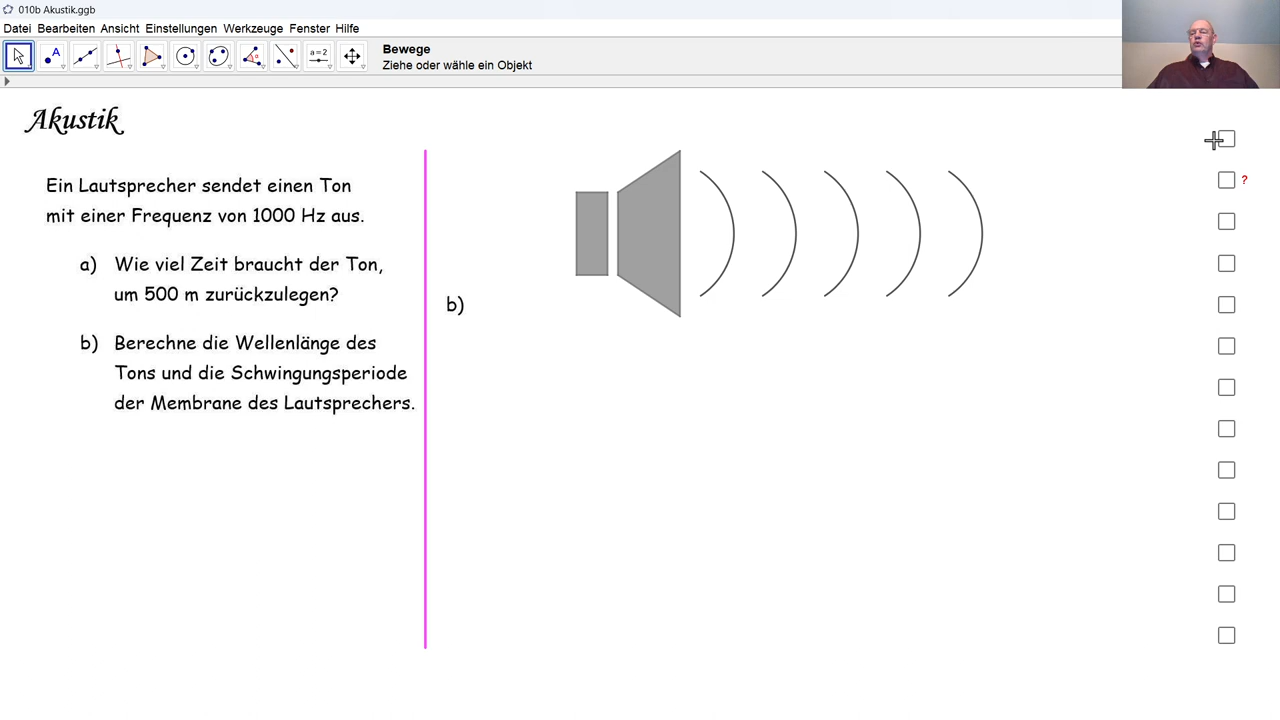 010b Akustik.ggb
Datei Bearbeiten Ansicht Einstellungen Werkzeuge Fenster Hilfe
A
a=2
Bewege
Ziehe oder wähle ein Objekt
Akustik
Ein Lautsprecher sendet einen Ton
mit einer Frequenz von 1000 Hz aus.
a) Wie viel Zeit braucht der Ton,
um 500 m zurückzulegen?
b) Berechne die Wellenlänge des
Tons und die Schwingungsperiode
der Membrane des Lautsprechers.
b)
?